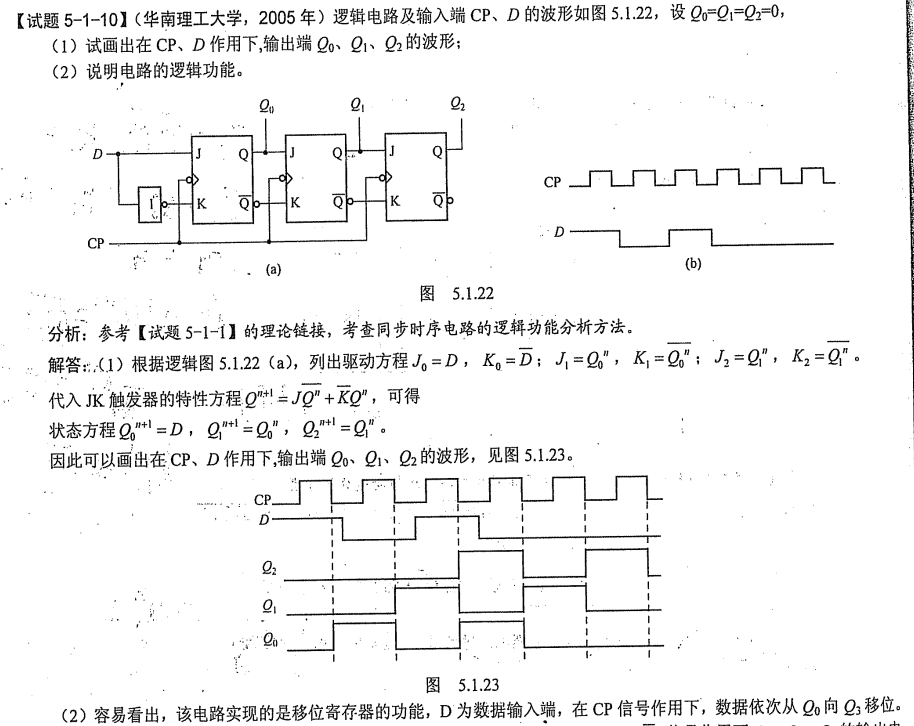 【试题 5-1-10】(华南理工大学，2005 年）逻辑电路及输入端 CP、D 的波形如图 5.1.22，设 Q₀=Q₁=Q₂=0，
（1）试画出在 CP、D 作用下,输出端 Q₀、Q₁、Q₂ 的波形；
（2）说明电路的逻辑功能。
Q₀ Q₁ Q₂
D J Q J Q J Q
1 K Q̅ K Q̅ K Q̅
CP
(a)
CP
D
(b)
图 5.1.22
分析：参考【试题 5-1-1】的理论链接，考查同步时序电路的逻辑功能分析方法。
解答：（1）根据逻辑图 5.1.22（a），列出驱动方程 J₀ = D，K₀ = \overline{D}；J₁ = Q₀ⁿ，K₁ = \overline{Q₀ⁿ}；J₂ = Q₁ⁿ，K₂ = \overline{Q₁ⁿ}。
代入 JK 触发器的特性方程 Qⁿ⁺¹ = J\overline{Qⁿ} + \overline{K}Qⁿ，可得
状态方程 Q₀ⁿ⁺¹ = D，Q₁ⁿ⁺¹ = Q₀ⁿ，Q₂ⁿ⁺¹ = Q₁ⁿ。
因此可以画出在 CP、D 作用下,输出端 Q₀、Q₁、Q₂ 的波形，见图 5.1.23。
CP
D
Q₂
Q₁
Q₀
图 5.1.23
（2）容易看出，该电路实现的是移位寄存器的功能，D 为数据输入端，在 CP 信号作用下，数据依次从 Q₀ 向 Q₃ 移位。